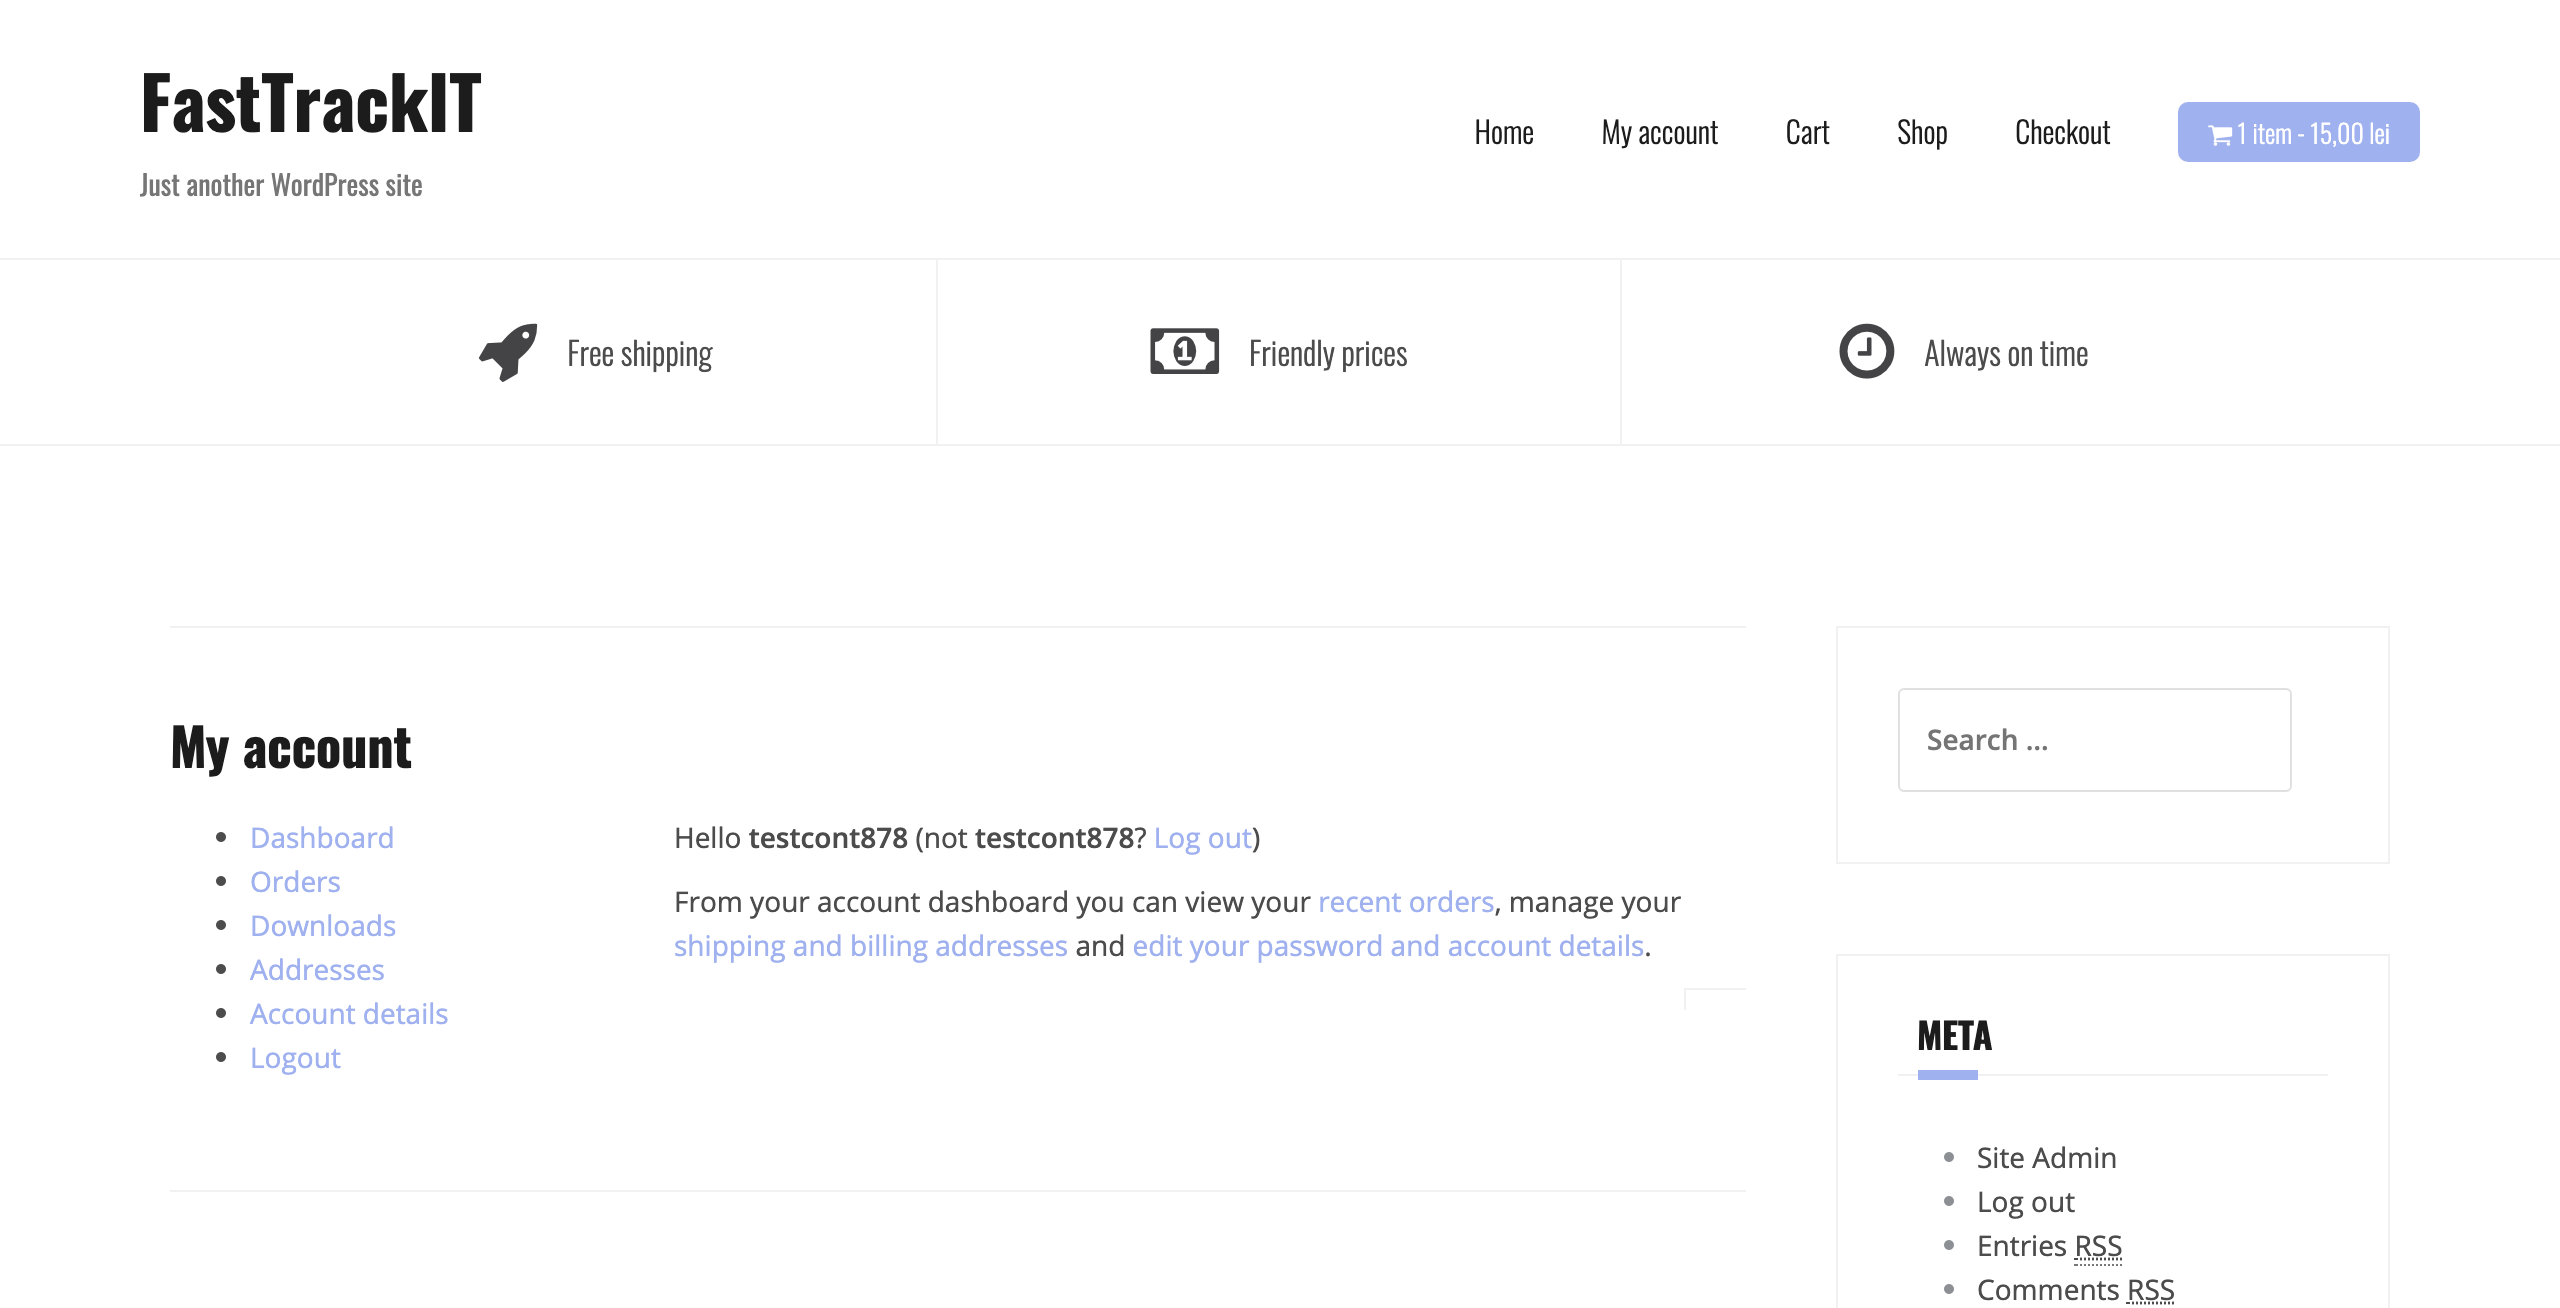 FastTrackIT
Just another WordPress site
Home
My account
Cart
Shop
Checkout
1 item - 15,00 lei
Free shipping
1
Friendly prices
Always on time
My account
Dashboard
Orders
Downloads
Addresses
Account details
Logout
Hello testcont878 (not testcont878? Log out)
From your account dashboard you can view your recent orders, manage your
shipping and billing addresses and edit your password and account details.
Search ...
META
Site Admin
Log out
Entries RSS
Comments RSS